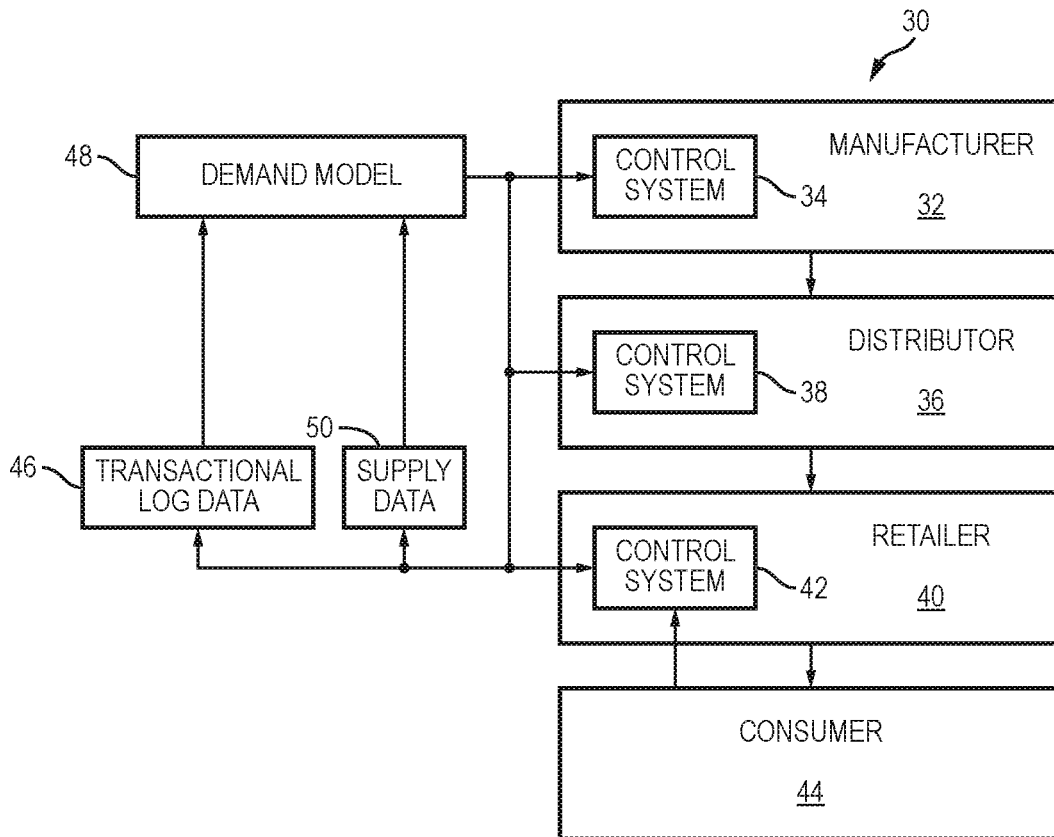 30
MANUFACTURER
32
CONTROL
SYSTEM
34
48
DEMAND MODEL
DISTRIBUTOR
36
CONTROL
SYSTEM
38
46
TRANSACTIONAL
LOG DATA
50
SUPPLY
DATA
RETAILER
40
CONTROL
SYSTEM
42
CONSUMER
44